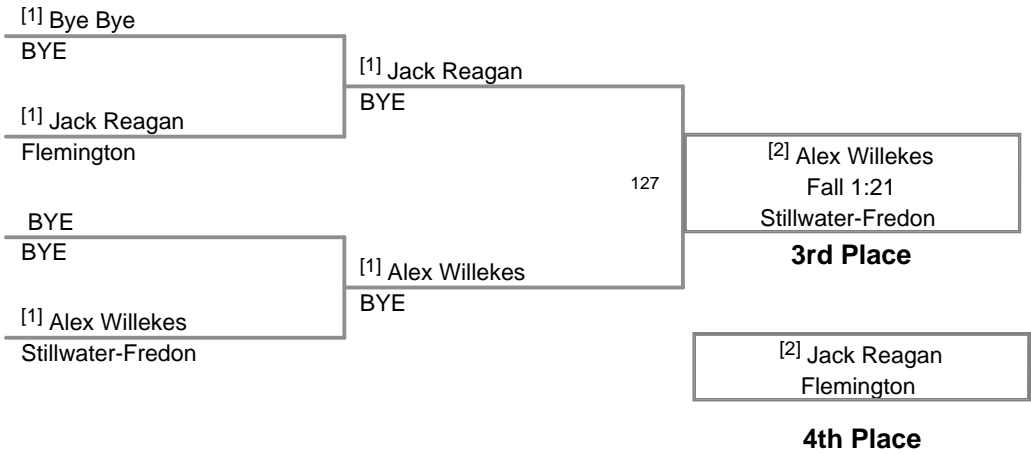 [1] Bye Bye
BYE
[1] Jack Reagan
BYE
[1] Jack Reagan
Flemington
127
[2] Alex Willekes
Fall 1:21
Stillwater-Fredon
3rd Place
BYE
BYE
[1] Alex Willekes
BYE
[1] Alex Willekes
Stillwater-Fredon
[2] Jack Reagan
Flemington
4th Place